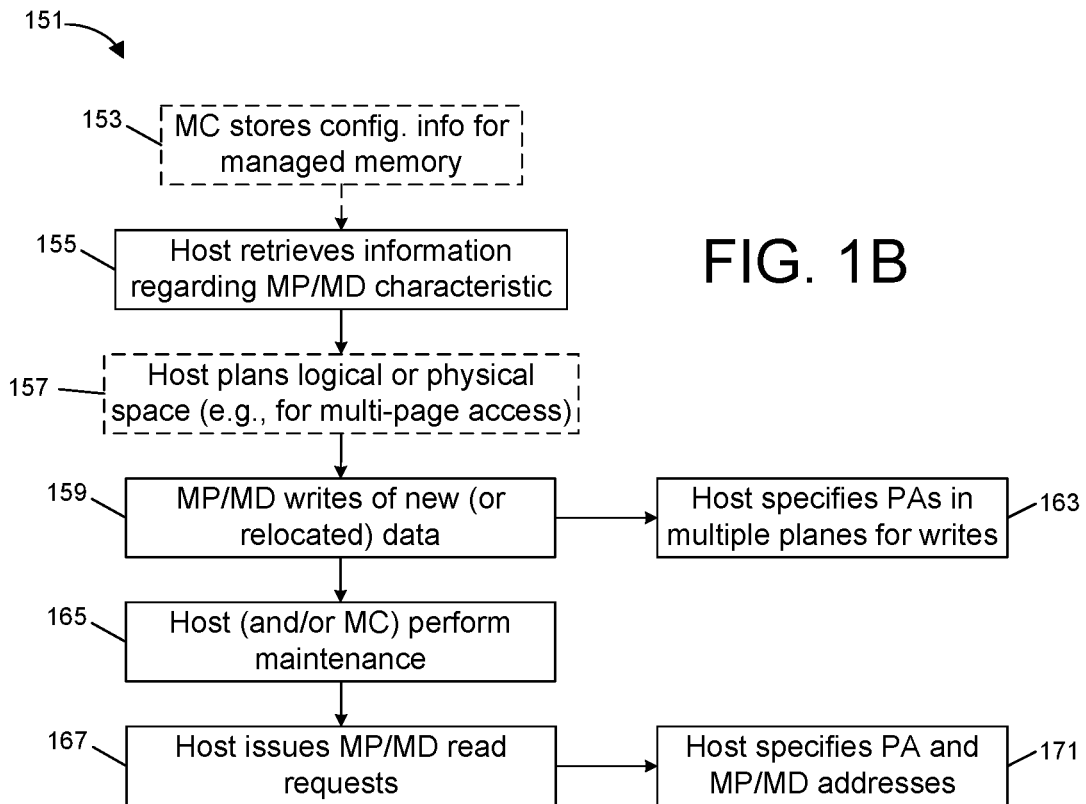 151
153
MC stores config. info for
managed memory
155
Host retrieves information
regarding MP/MD characteristic
FIG. 1B
157
Host plans logical or physical
space (e.g., for multi-page access)
159
MP/MD writes of new (or
relocated) data
Host specifies PAs in
multiple planes for writes
163
165
Host (and/or MC) perform
maintenance
167
Host issues MP/MD read
requests
Host specifies PA and
MP/MD addresses
171